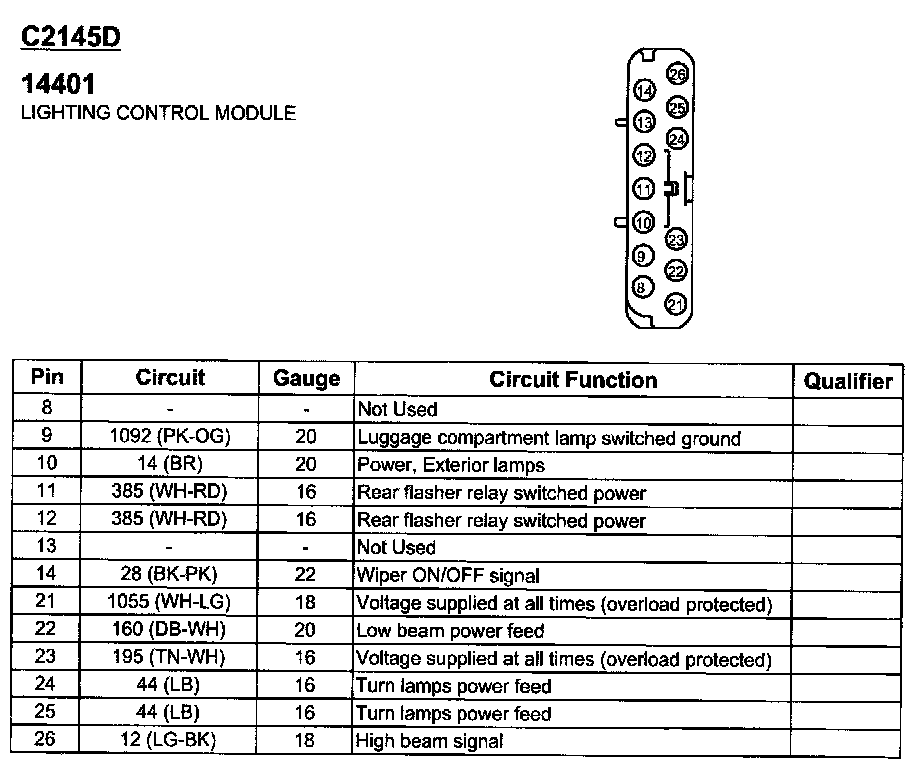 C2145D
14401
LIGHTING CONTROL MODULE
26
14
25
13
24
12
11
10
23
9
22
8
21
Pin Circuit Gauge Circuit Function Qualifier
8 - - Not Used
9 1092 (PK-OG) 20 Luggage compartment lamp switched ground
10 14 (BR) 20 Power, Exterior lamps
11 385 (WH-RD) 16 Rear flasher relay switched power
12 385 (WH-RD) 16 Rear flasher relay switched power
13 - - Not Used
14 28 (BK-PK) 22 Wiper ON/OFF signal
21 1055 (WH-LG) 18 Voltage supplied at all times (overload protected)
22 160 (DB-WH) 20 Low beam power feed
23 195 (TN-WH) 16 Voltage supplied at all times (overload protected)
24 44 (LB) 16 Turn lamps power feed
25 44 (LB) 16 Turn lamps power feed
26 12 (LG-BK) 18 High beam signal